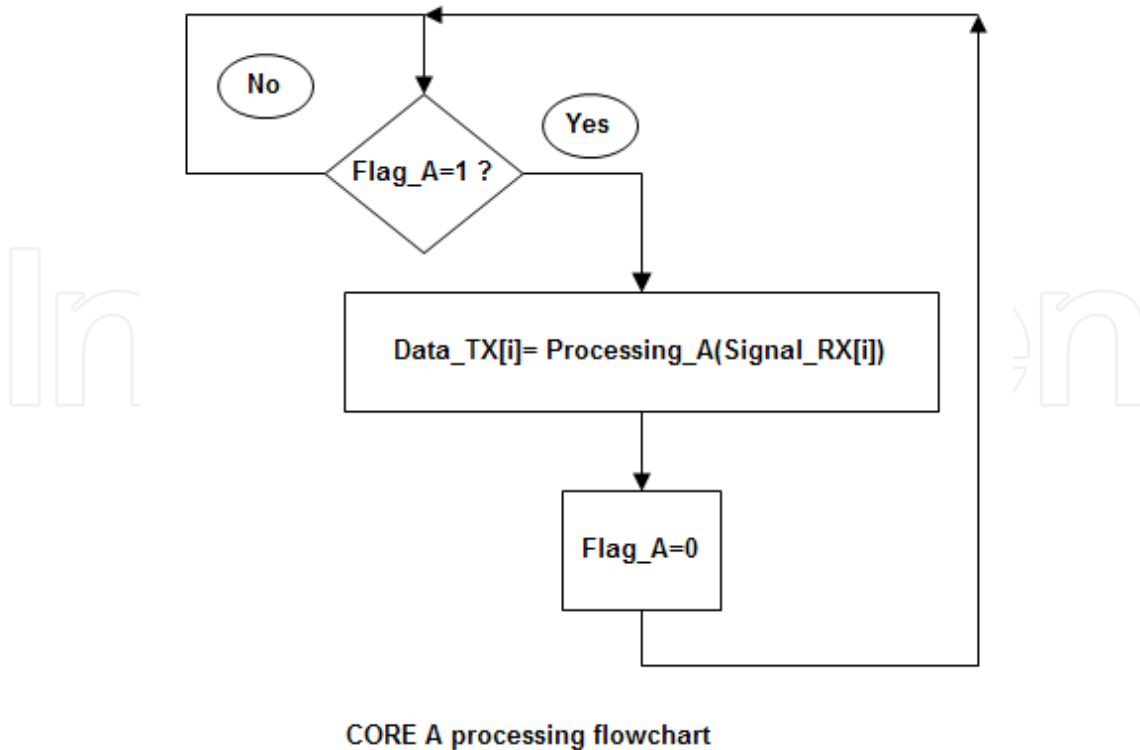 No
Yes
Flag_A=1 ?
Data_TX[i]= Processing_A(Signal_RX[i])
Flag_A=0
CORE A processing flowchart